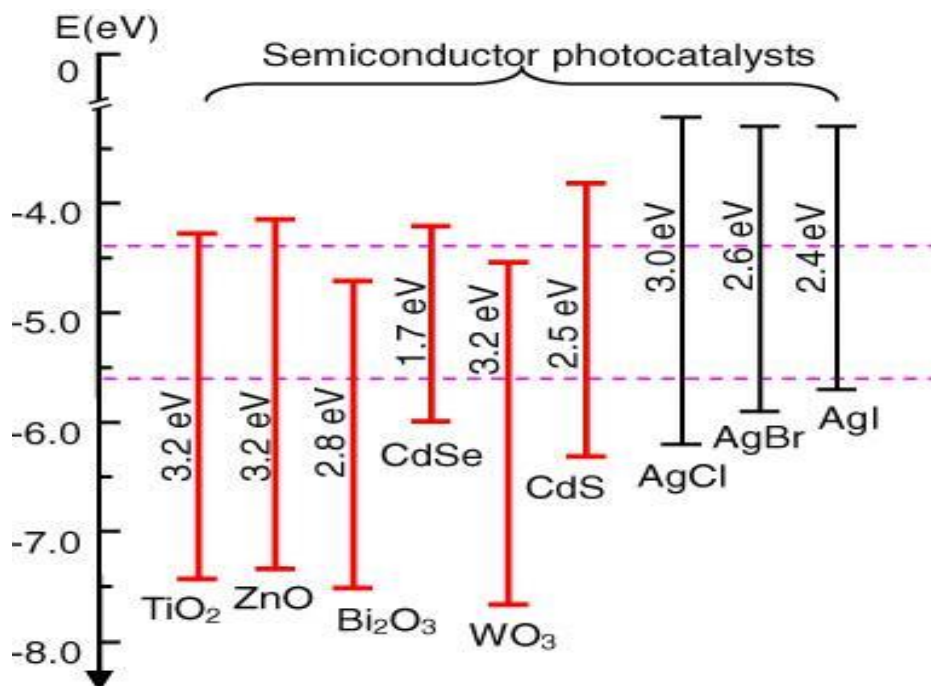 E(eV)
0
Semiconductor photocatalysts
-4.0
-5.0
-6.0
-7.0
-8.0
3.2 eV
3.2 eV
2.8 eV
1.7 eV
3.2 eV
2.5 eV
3.0 eV
2.6 eV
2.4 eV
TiO₂
ZnO
Bi₂O₃
CdSe
WO₃
CdS
AgCl
AgBr
AgI